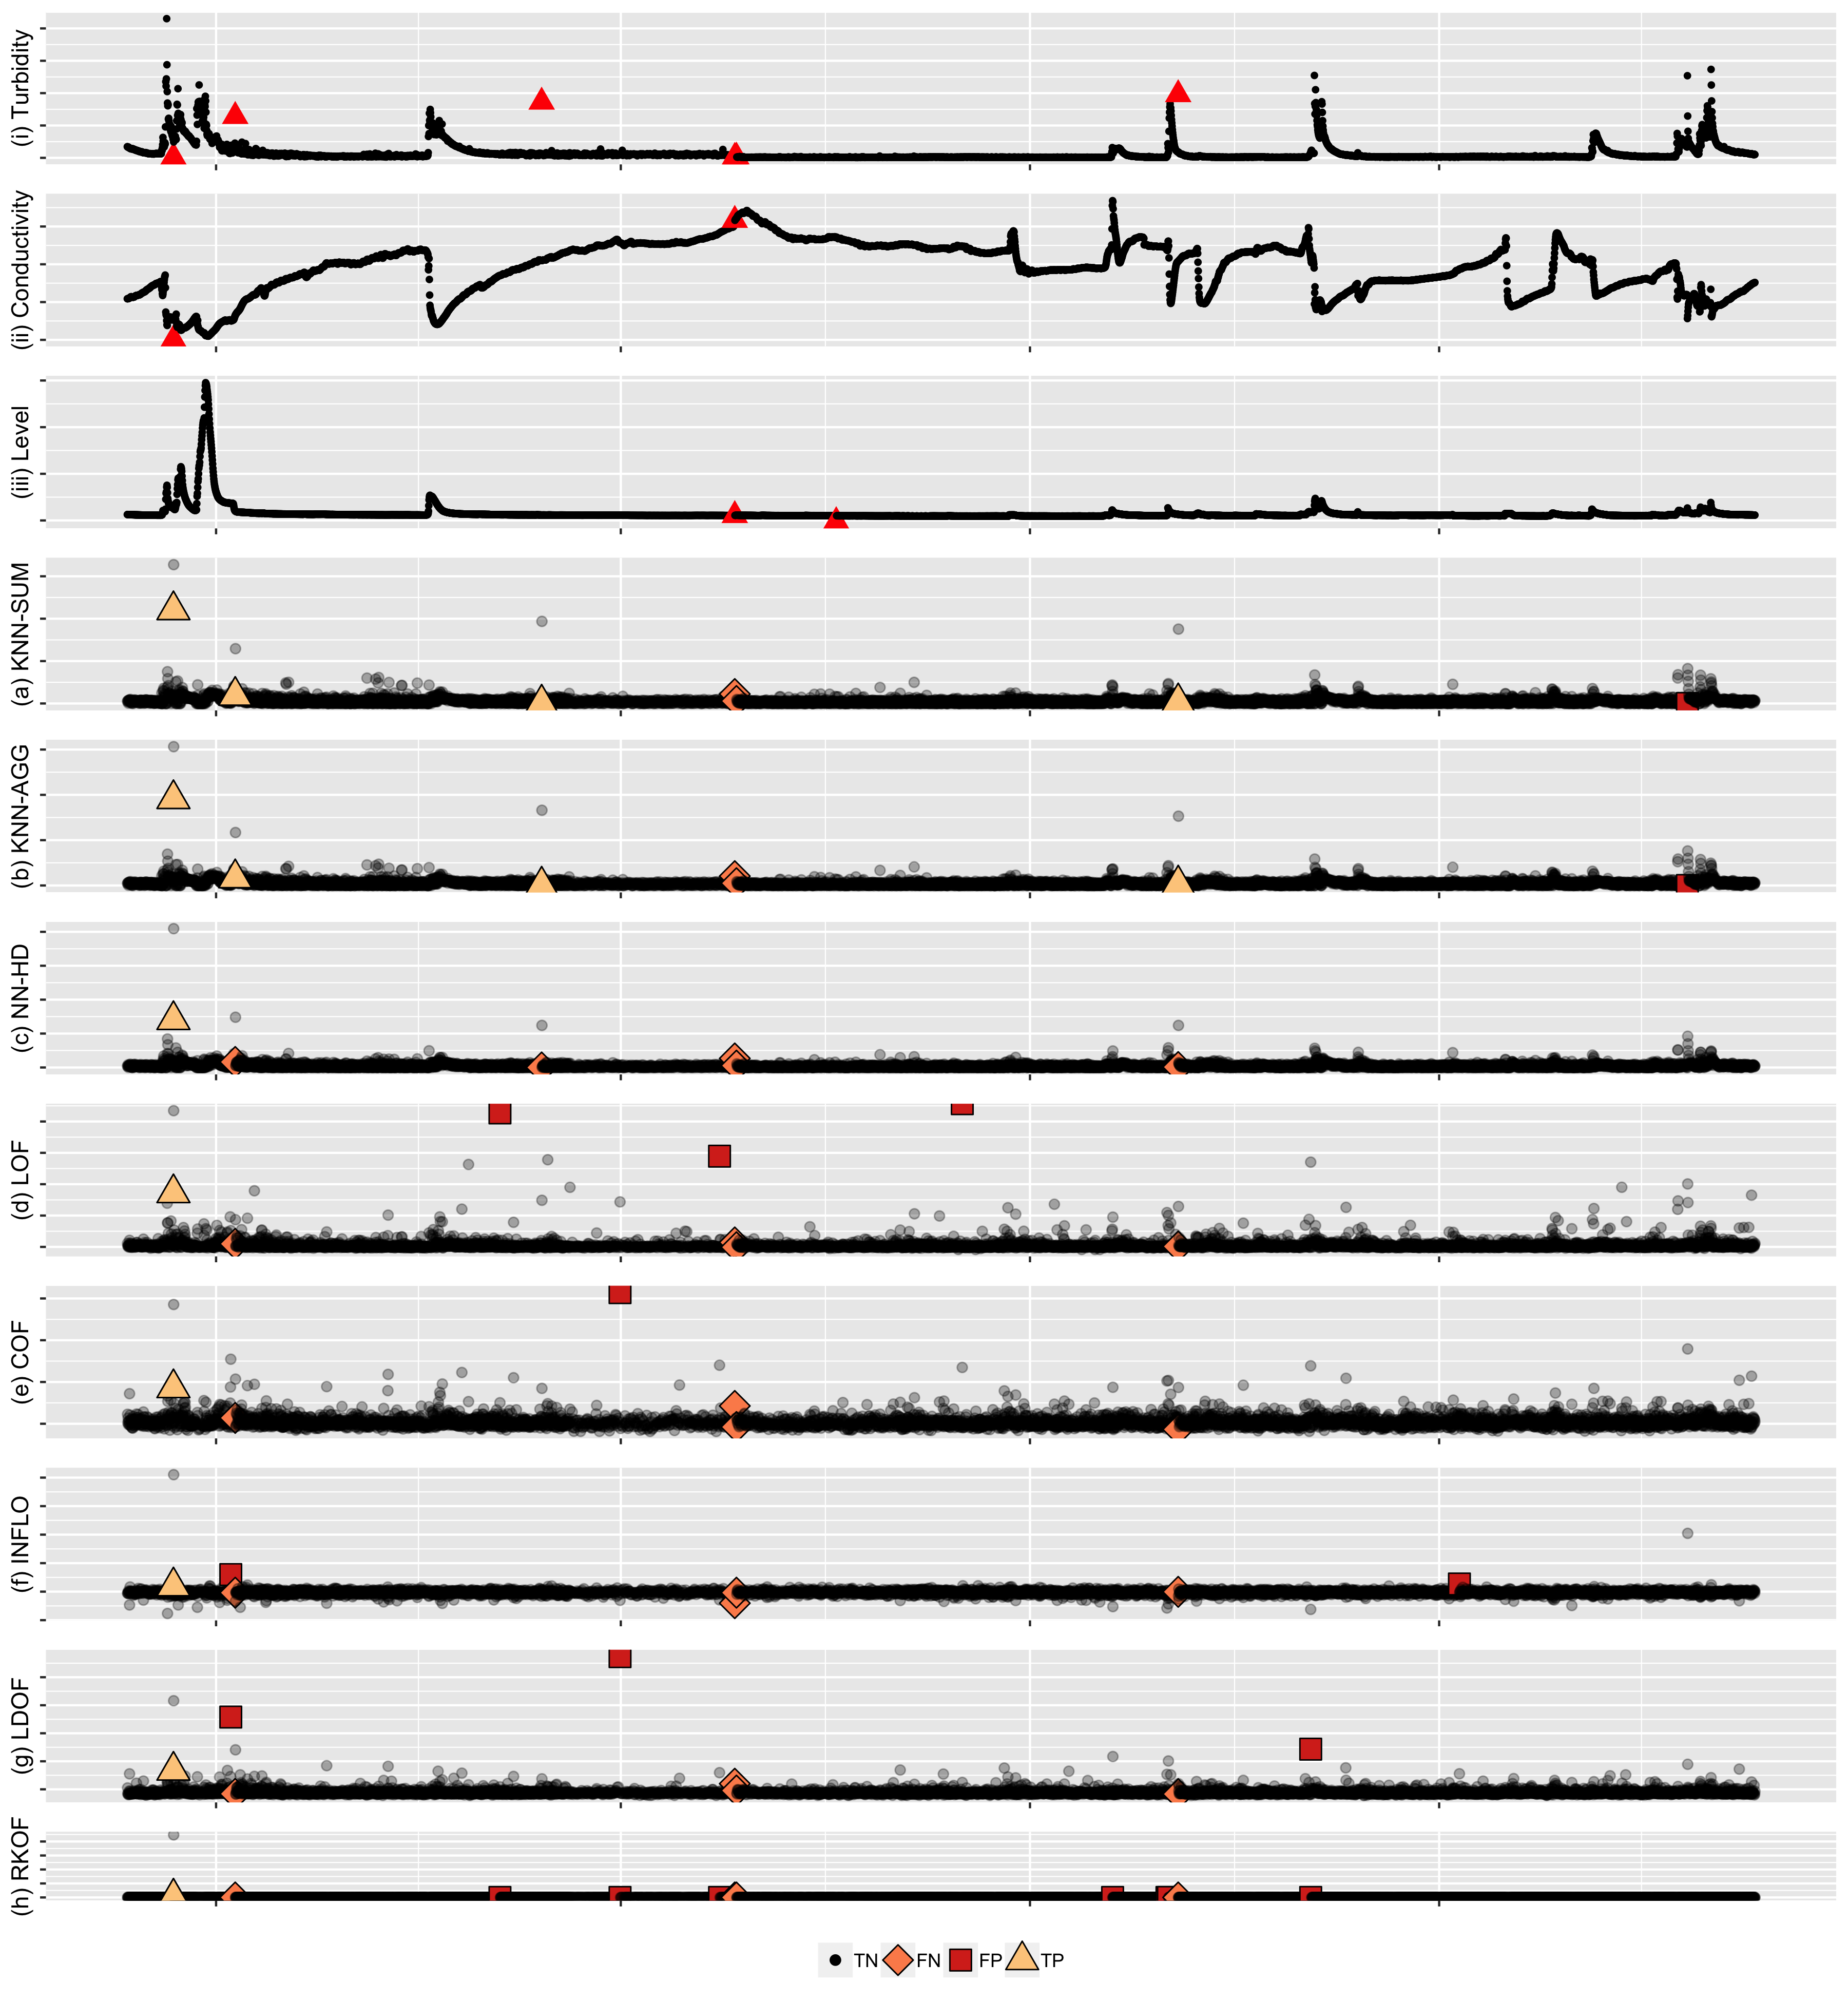 (i) Turbidity
(ii) Conductivity
(iii) Level
(a) KNN-SUM
(b) KNN-AGG
(c) NN-HD
(d) LOF
(e) COF
(f) INFLO
(g) LDOF
(h) RKOF
TN FN FP TP